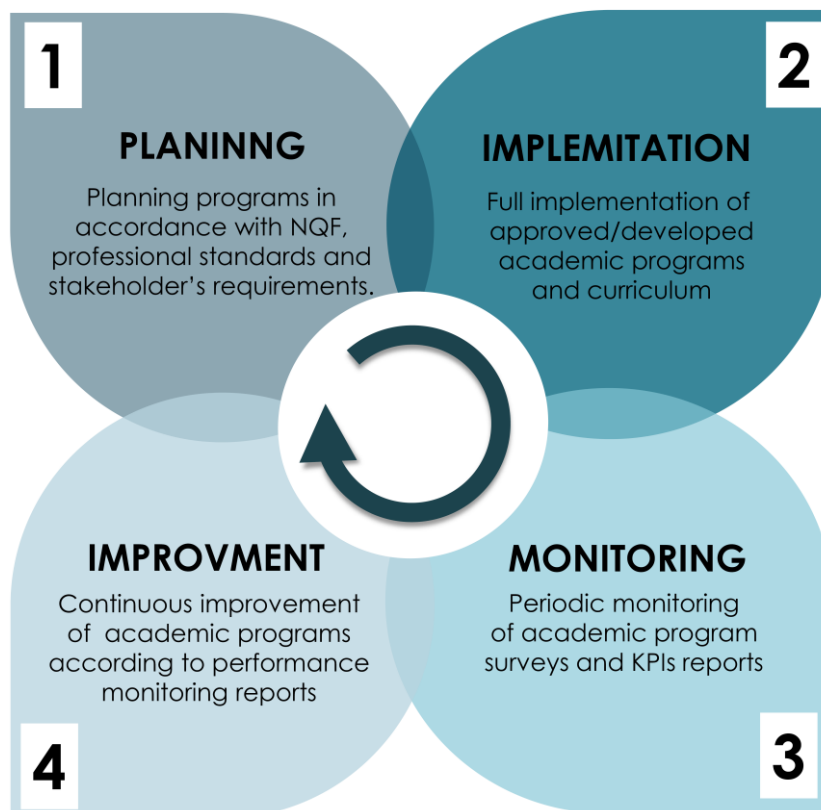 1
PLANINNG
Planning programs in
accordance with NQF,
professional standards and
stakeholder’s requirements.
2
IMPLEMITATION
Full implementation of
approved/developed
academic programs
and curriculum
MONITORING
Periodic monitoring
of academic program
surveys and KPIs reports
3
IMPROVMENT
Continuous improvement
of academic programs
according to performance
monitoring reports
4